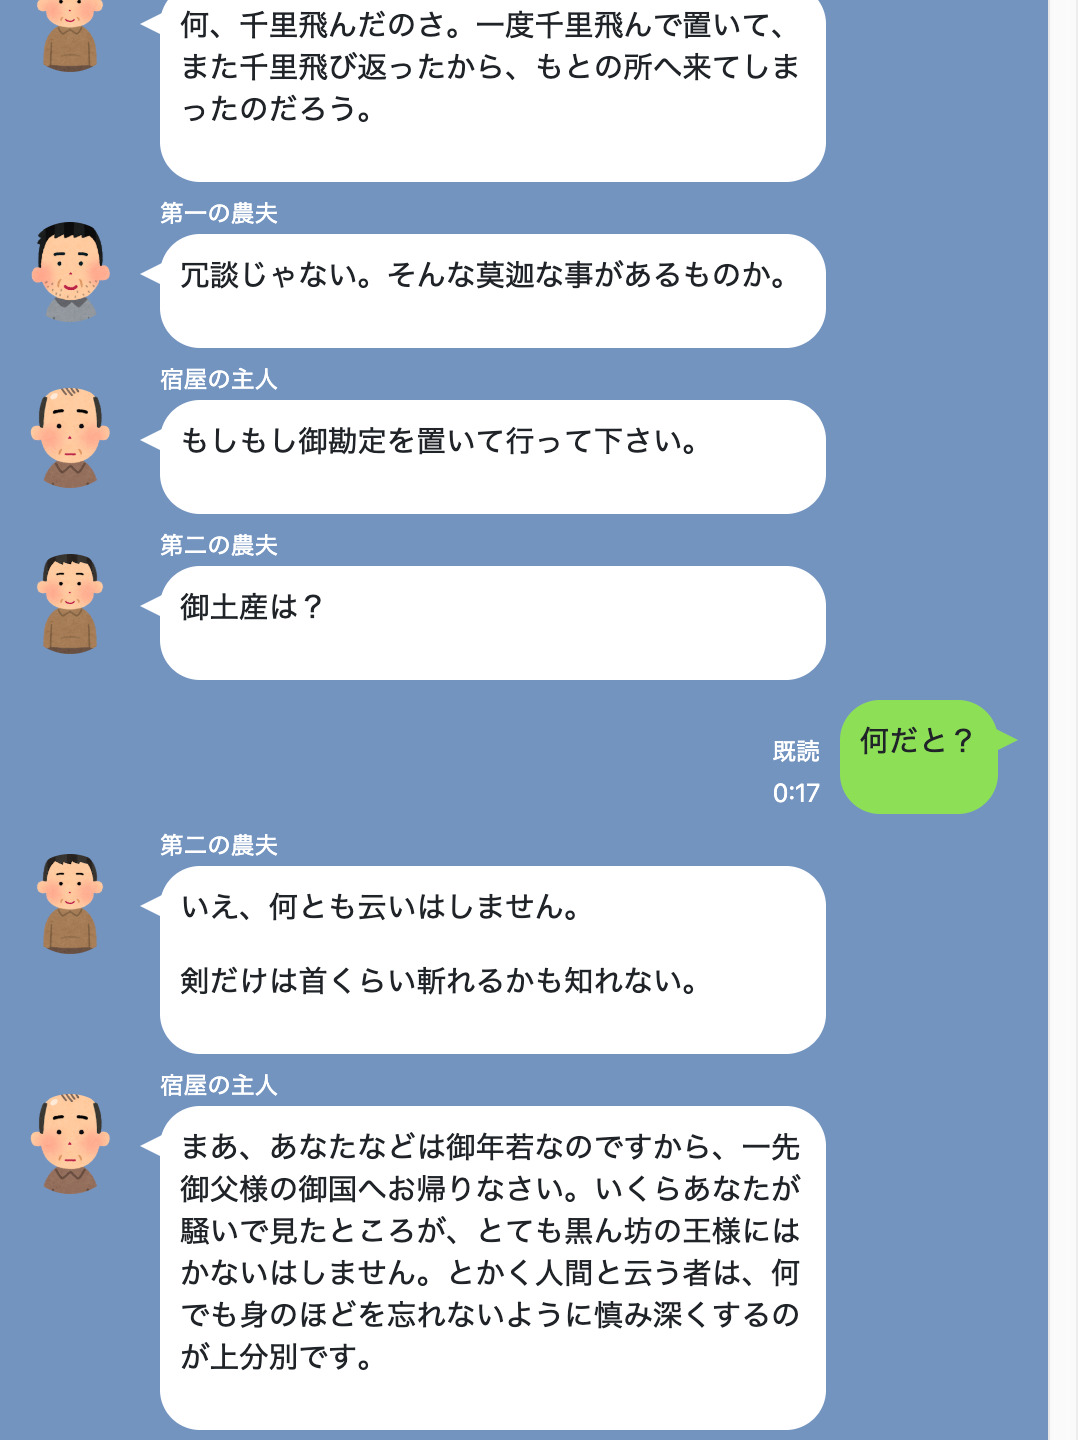 何、千里飛んだのさ。一度千里飛んで置いて、
また千里飛び返ったから、もとの所へ来てしま
ったのだろう。
第一の農夫
冗談じゃない。そんな莫迦な事があるものか。
宿屋の主人
もしもし御勘定を置いて行って下さい。
第二の農夫
御土産は？
何だと？
既読
0:17
第二の農夫
いえ、何とも云いはしません。
剣だけは首くらい斬れるかも知れない。
宿屋の主人
まあ、あなたなどは御年若なのですから、一先
御父様の御国へお帰りなさい。いくらあなたが
騒いで見たところが、とても黒ん坊の王様には
かないはしません。とかく人間と云う者は、何
でも身のほどを忘れないように慎み深くするの
が上分別です。